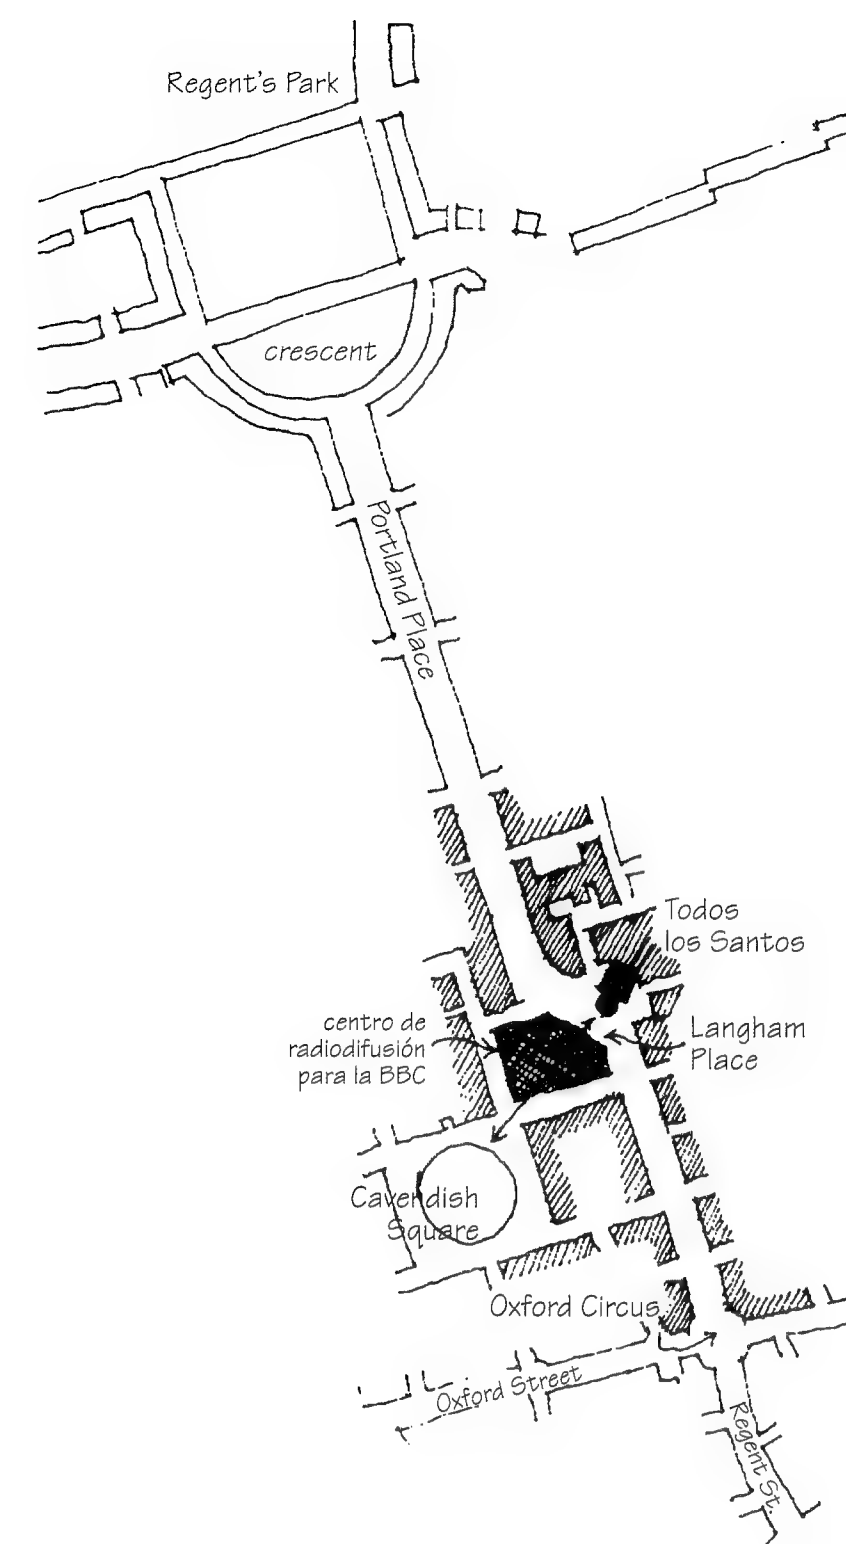 Regent's Park
crescent
Portland Place
Todos
los Santos
centro de
radiodifusión
para la BBC
Langham
Place
Cavendish
Square
Oxford Circus
Oxford Street
Regent St.